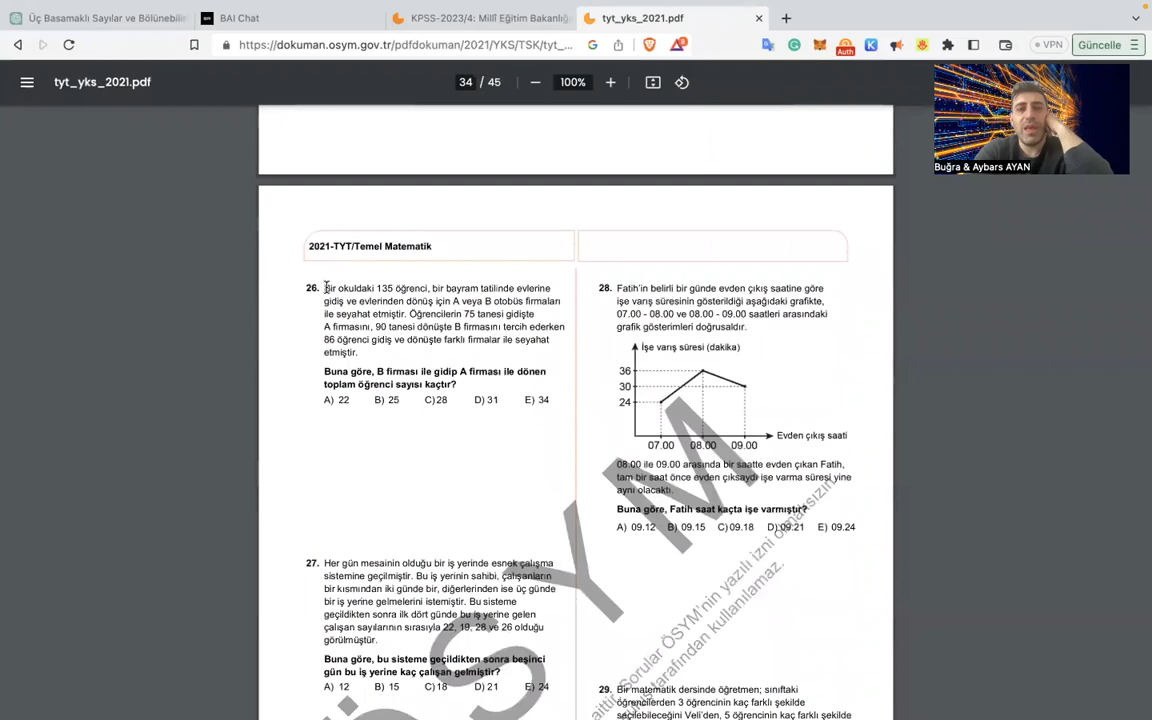 Üç Basamaklı Sayılar ve Bölünebilm
BAI Chat
KPSS-2023/4: Millî Eğitim Bakanlığı
tyt_yks_2021.pdf
https://dokuman.osym.gov.tr/pdfdokuman/2021/YKS/TSK/tyt_...
Auth
VPN
Güncelle
tyt_yks_2021.pdf
34 / 45
100%
Buğra & Aybars AYAN
2021-TYT/Temel Matematik
26. Bir okuldaki 135 öğrenci, bir bayram tatilinde evlerine
gidiş ve evlerinden dönüş için A veya B otobüs firmaları
ile seyahat etmiştir. Öğrencilerin 75 tanesi gidişte
A firmasını, 90 tanesi dönüşte B firmasını tercih ederken
86 öğrenci gidiş ve dönüşte farklı firmalar ile seyahat
etmiştir.
Buna göre, B firması ile gidip A firması ile dönen
toplam öğrenci sayısı kaçtır?
A) 22 B) 25 C) 28 D) 31 E) 34
27. Her gün mesainin olduğu bir iş yerinde esnek çalışma
sistemine geçilmiştir. Bu iş yerinin sahibi, çalışanların
bir kısmından iki günde bir, diğerlerinden ise üç günde
bir iş yerine gelmelerini istemiştir. Bu sisteme
geçildikten sonra ilk dört günde bu iş yerine gelen
çalışan sayılarının sırasıyla 22, 19, 28 ve 26 olduğu
görülmüştür.
Buna göre, bu sisteme geçildikten sonra beşinci
gün bu iş yerine kaç çalışan gelmiştir?
A) 12 B) 15 C) 18 D) 21 E) 24
28. Fatih'in belirli bir günde evden çıkış saatine göre
işe varış süresinin gösterildiği aşağıdaki grafikte,
07.00 - 08.00 ve 08.00 - 09.00 saatleri arasındaki
grafik gösterimleri doğrusaldır.
İşe varış süresi (dakika)
36
30
24
Evden çıkış saati
07.00 08.00 09.00
08.00 ile 09.00 arasında bir saatte evden çıkan Fatih,
tam bir saat önce evden çıksaydı işe varma süresi yine
aynı olacaktı.
Buna göre, Fatih saat kaçta işe varmıştır?
A) 09.12 B) 09.15 C) 09.18 D) 09.21 E) 09.24
29. Bir matematik dersinde öğretmen; sınıftaki
öğrencilerden 3 öğrencinin kaç farklı şekilde
seçilebileceğini Veli'den, 5 öğrencinin kaç farklı şekilde
ÖSYM
aittir. Sorular ÖSYM'nin yazılı izni olmaksızın
tarafından kullanılamaz.